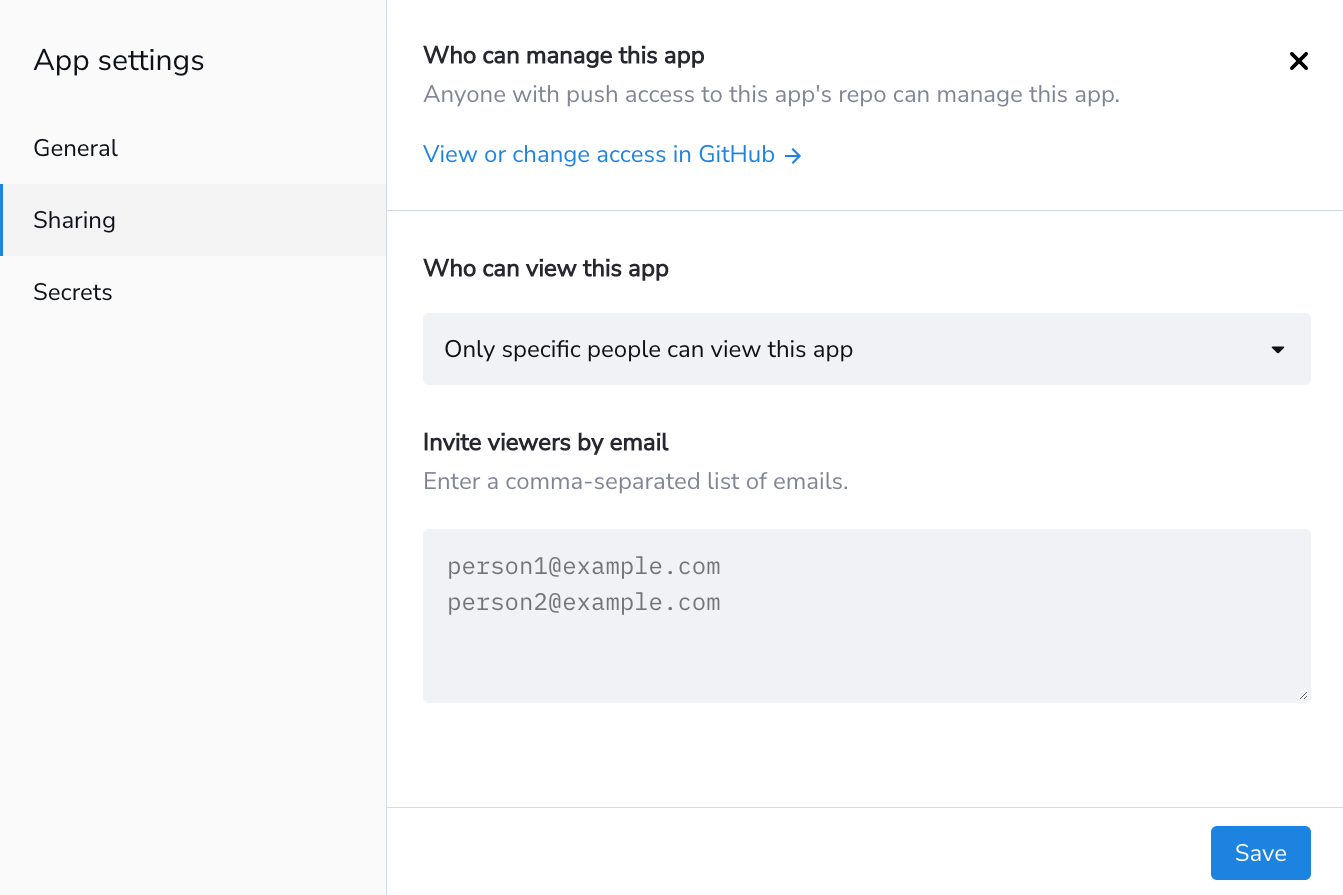 App settings
General
Sharing
Secrets
Who can manage this app
Anyone with push access to this app's repo can manage this app.
View or change access in GitHub →
Who can view this app
Only specific people can view this app
Invite viewers by email
Enter a comma-separated list of emails.
person1@example.com
person2@example.com
Save